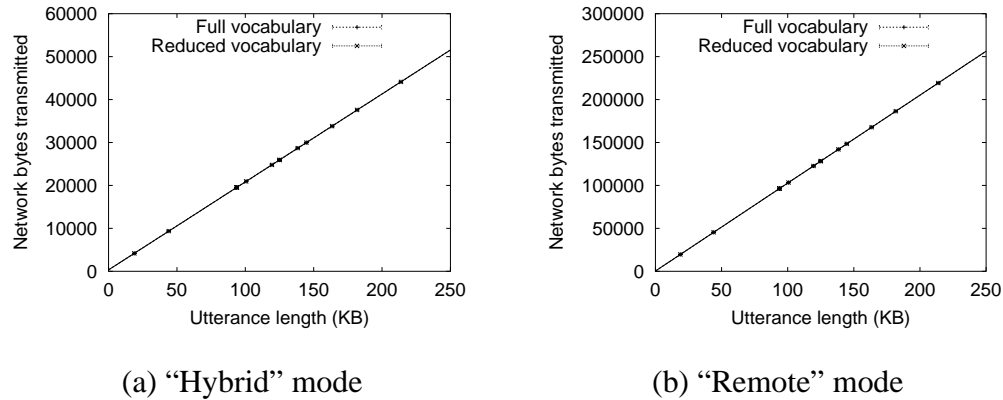 60000
50000
40000
30000
20000
10000
0
Network bytes transmitted
Full vocabulary
Reduced vocabulary
0 50 100 150 200 250
Utterance length (KB)
(a) “Hybrid” mode
300000
250000
200000
150000
100000
50000
0
Network bytes transmitted
Full vocabulary
Reduced vocabulary
0 50 100 150 200 250
Utterance length (KB)
(b) “Remote” mode